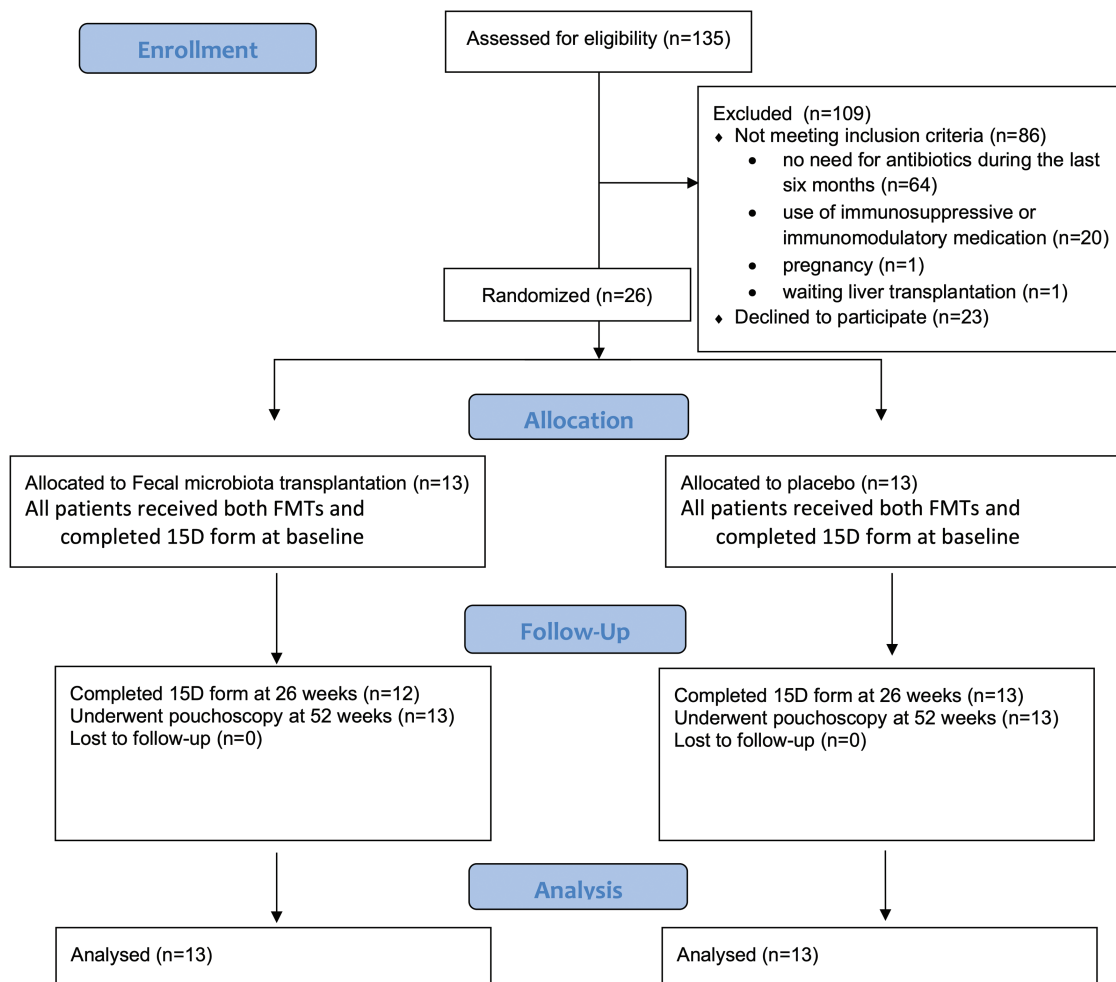 Enrollment
Assessed for eligibility (n=135)
Excluded (n=109)
♦ Not meeting inclusion criteria (n=86)
• no need for antibiotics during the last
six months (n=64)
• use of immunosuppressive or
immunomodulatory medication (n=20)
• pregnancy (n=1)
• waiting liver transplantation (n=1)
♦ Declined to participate (n=23)
Randomized (n=26)
Allocation
Allocated to Fecal microbiota transplantation (n=13)
All patients received both FMTs and
completed 15D form at baseline
Allocated to placebo (n=13)
All patients received both FMTs and
completed 15D form at baseline
Follow-Up
Completed 15D form at 26 weeks (n=12)
Underwent pouchoscopy at 52 weeks (n=13)
Lost to follow-up (n=0)
Completed 15D form at 26 weeks (n=13)
Underwent pouchoscopy at 52 weeks (n=13)
Lost to follow-up (n=0)
Analysis
Analysed (n=13)
Analysed (n=13)